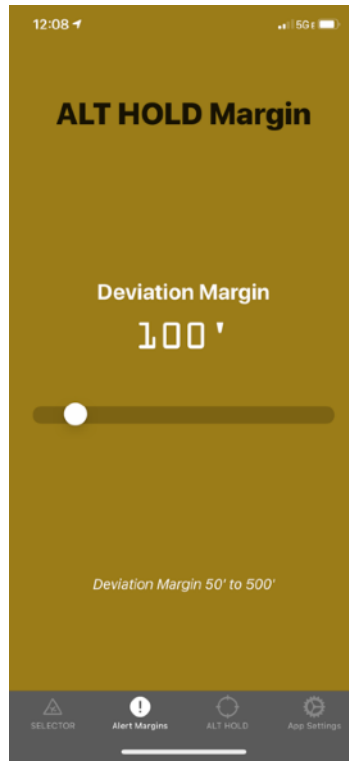 12:08
5G E
ALT HOLD Margin
Deviation Margin
100'
Deviation Margin 50' to 500'
SELECTOR
Alert Margins
ALT HOLD
App Settings